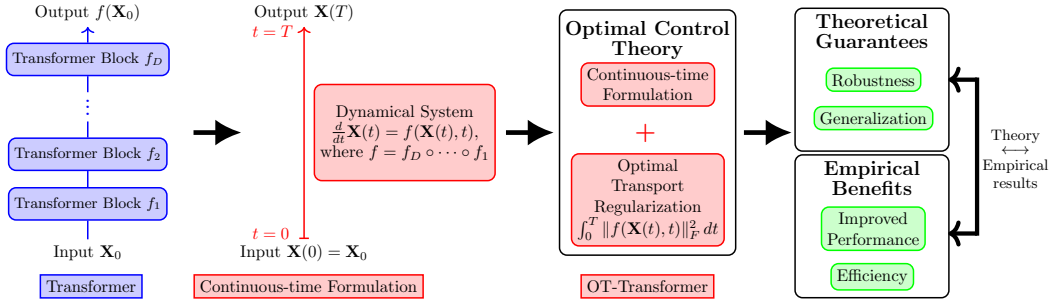 Output f(X₀)
Transformer Block f_D
⋮
Transformer Block f₂
Transformer Block f₁
Input X₀
Transformer
Output X(T)
t = T
Dynamical System
d/dt X(t) = f(X(t), t),
where f = f_D ∘ ⋯ ∘ f₁
t = 0
Input X(0) = X₀
Continuous-time Formulation
Optimal Control
Theory
Continuous-time
Formulation
+
Optimal
Transport
Regularization
∫₀ᵀ ‖f(X(t), t)‖²_F dt
OT-Transformer
Theoretical
Guarantees
Robustness
Generalization
Empirical
Benefits
Improved
Performance
Efficiency
Theory
⟷
Empirical
results